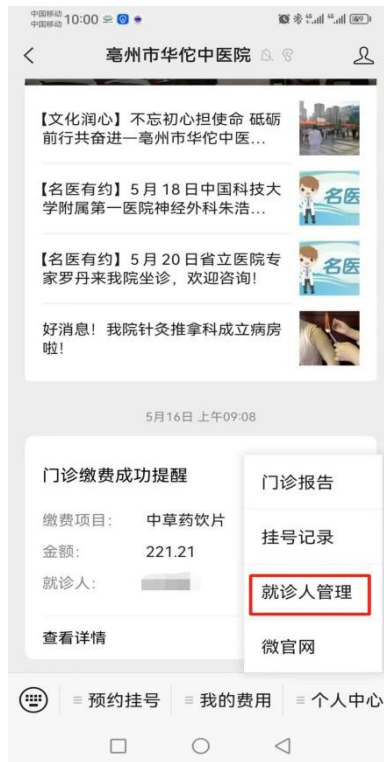 中国移动
中国移动 10:00
亳州市华佗中医院
【文化润心】不忘初心担使命 砥砺
前行共奋进—亳州市华佗中医...
【名医有约】5月18日中国科技大
学附属第一医院神经外科朱浩...
名医
【名医有约】5月20日省立医院专
家罗丹来我院坐诊，欢迎咨询！
名医
好消息！我院针灸推拿科成立病房
啦！
5月16日 上午09:08
门诊缴费成功提醒
缴费项目： 中草药饮片
金额： 221.21
就诊人：
查看详情
门诊报告
挂号记录
就诊人管理
微官网
预约挂号
我的费用
个人中心